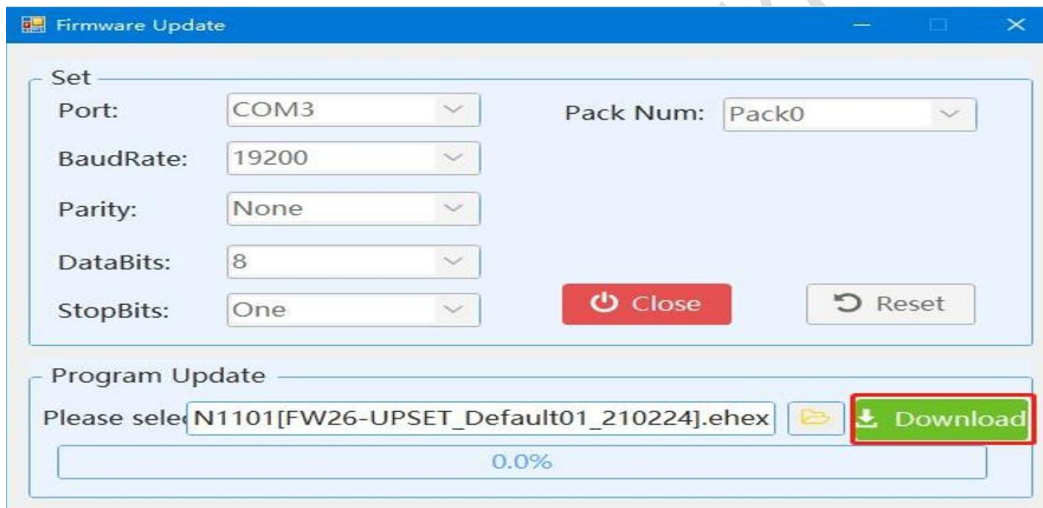 Firmware Update
Set
Port: COM3 Pack Num: Pack0
BaudRate: 19200
Parity: None
DataBits: 8
StopBits: One Close Reset
Program Update
Please selec N1101[FW26-UPSET_Default01_210224].ehex Download
0.0%